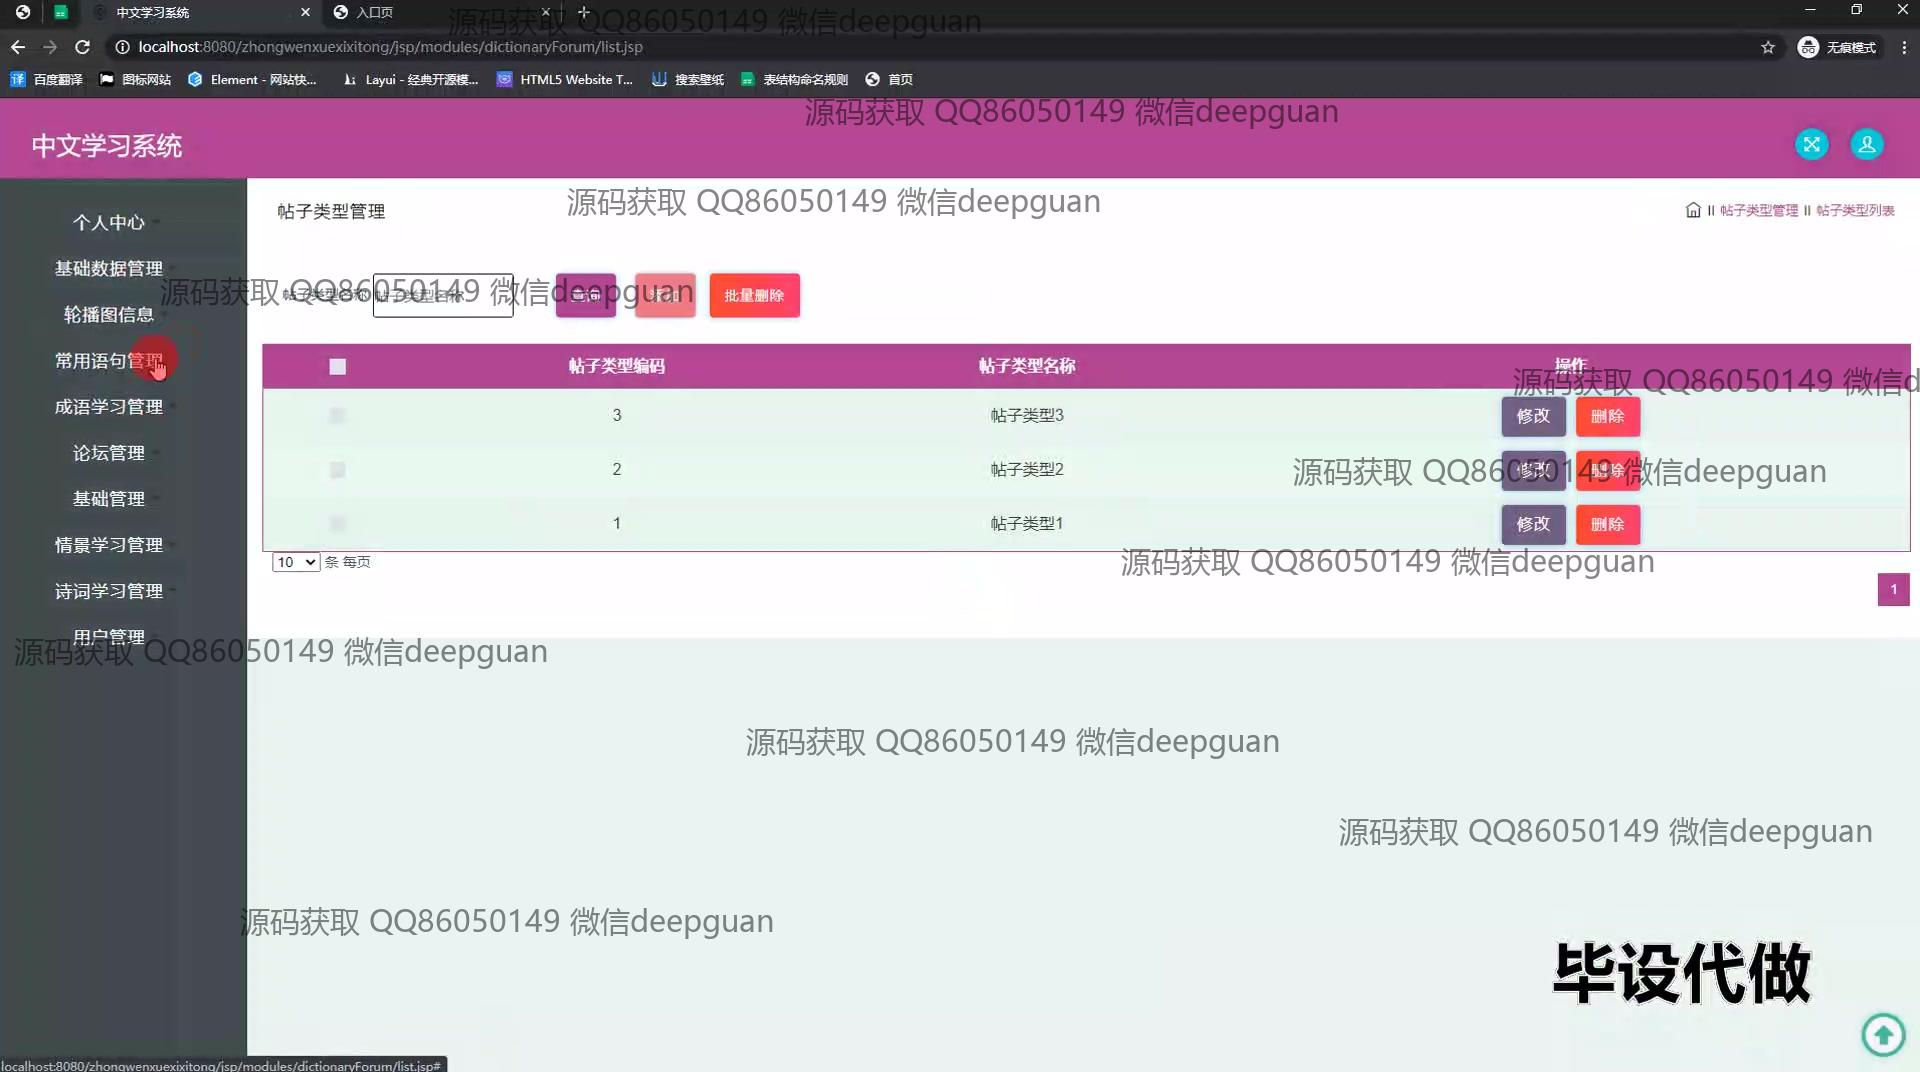 中文学习系统
入口页
源码获取 QQ86050149 微信deepguan
localhost:8080/zhongwenxuexixitong/jsp/modules/dictionaryForum/list.jsp
无痕模式
百度翻译
图标网站
Element - 网站快...
Layui - 经典开源模...
HTML5 Website T...
搜索壁纸
表结构命名规则
首页
源码获取 QQ86050149 微信deepguan
中文学习系统
源码获取 QQ86050149 微信deepguan
帖子类型管理
帖子类型管理
帖子类型列表
个人中心
基础数据管理
轮播图信息
常用语句管理
成语学习管理
论坛管理
基础管理
情景学习管理
诗词学习管理
用户管理
源码获取 QQ86050149 微信deepguan
帖子类型名称
帖子类型名称
查询
添加
批量删除
帖子类型编码
帖子类型名称
操作
源码获取 QQ86050149 微信d
3
帖子类型3
修改
删除
2
帖子类型2
修改
删除
源码获取 QQ86050149 微信deepguan
1
帖子类型1
修改
删除
10
条 每页
源码获取 QQ86050149 微信deepguan
1
源码获取 QQ86050149 微信deepguan
源码获取 QQ86050149 微信deepguan
源码获取 QQ86050149 微信deepguan
源码获取 QQ86050149 微信deepguan
毕设代做
localhost:8080/zhongwenxuexixitong/jsp/modules/dictionaryForum/list.jsp#